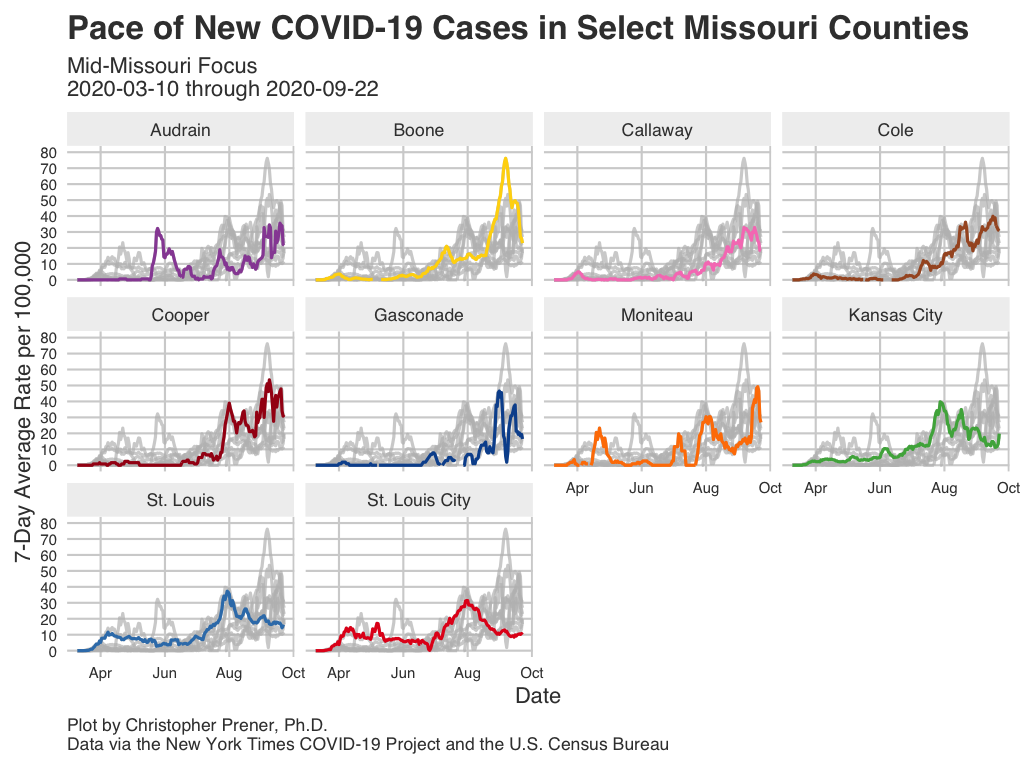 Pace of New COVID-19 Cases in Select Missouri Counties
Mid-Missouri Focus
2020-03-10 through 2020-09-22
7-Day Average Rate per 100,000
Audrain
Boone
Callaway
Cole
80
70
60
50
40
30
20
10
0
Cooper
Gasconade
Moniteau
Kansas City
80
70
60
50
40
30
20
10
0
Apr Jun Aug Oct
Apr Jun Aug Oct
St. Louis
St. Louis City
80
70
60
50
40
30
20
10
0
Apr Jun Aug Oct
Apr Jun Aug Oct
Date
Plot by Christopher Prener, Ph.D.
Data via the New York Times COVID-19 Project and the U.S. Census Bureau